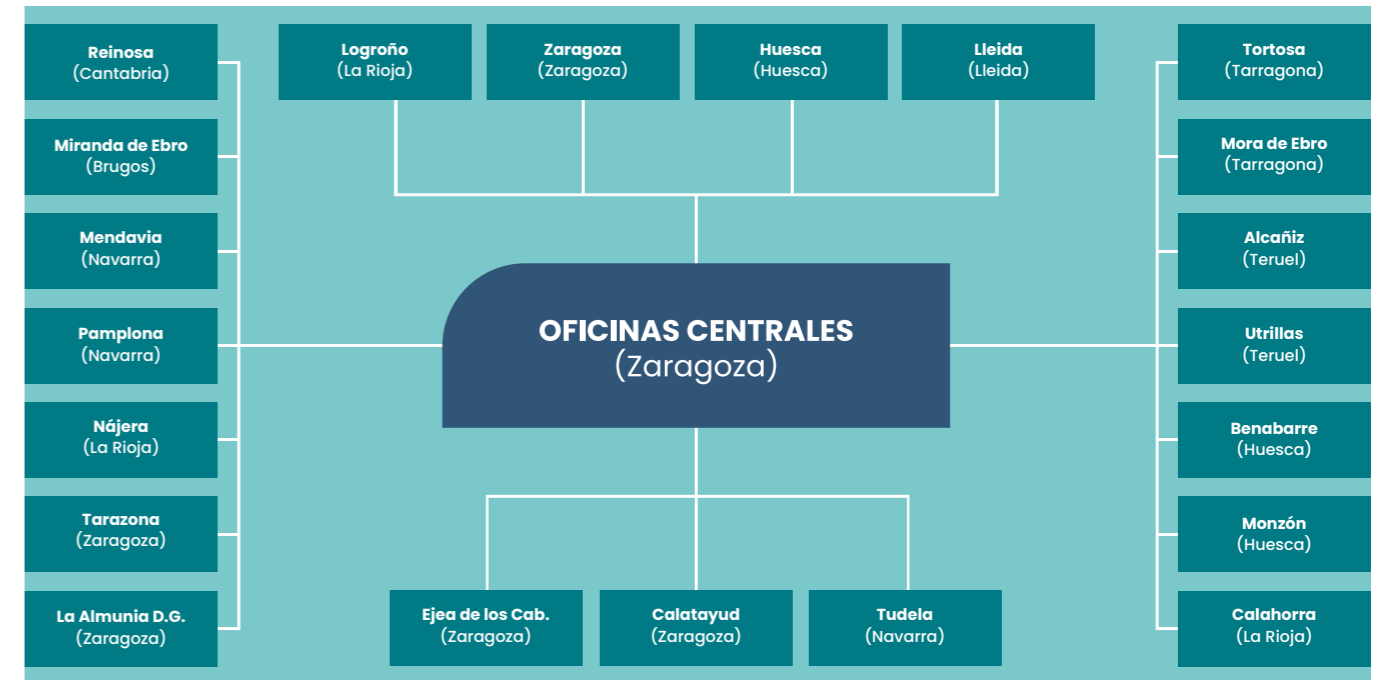 Reinosa
(Cantabria)
Miranda de Ebro
(Brugos)
Mendavia
(Navarra)
Pamplona
(Navarra)
Nájera
(La Rioja)
Tarazona
(Zaragoza)
La Almunia D.G.
(Zaragoza)
Logroño
(La Rioja)
Zaragoza
(Zaragoza)
Huesca
(Huesca)
Lleida
(Lleida)
OFICINAS CENTRALES
(Zaragoza)
Ejea de los Cab.
(Zaragoza)
Calatayud
(Zaragoza)
Tudela
(Navarra)
Tortosa
(Tarragona)
Mora de Ebro
(Tarragona)
Alcañiz
(Teruel)
Utrillas
(Teruel)
Benabarre
(Huesca)
Monzón
(Huesca)
Calahorra
(La Rioja)